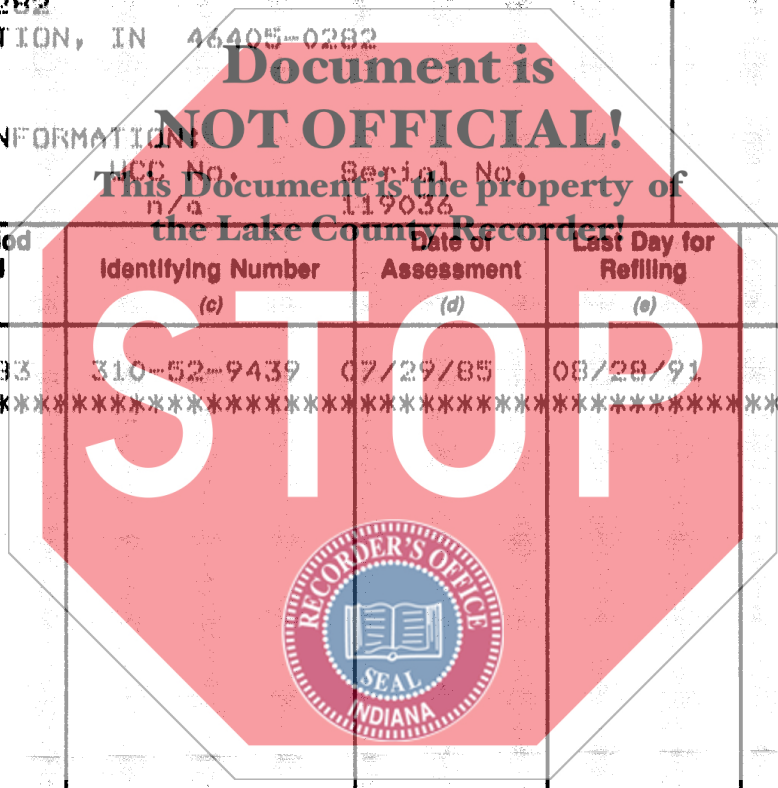 282
TION, IN 46405-0282
Document is
NFORMATION:
NOT OFFICIAL!
UCC No. Serial No.
This Document is the property of
n/a 119036
the Lake County Recorder!
Identifying Number
(c)
Date of
Assessment
(d)
Last Day for
Refiling
(e)
83 310-52-9439 07/29/85 08/28/91
STOP
RECORDER'S OFFICE
SEAL
INDIANA